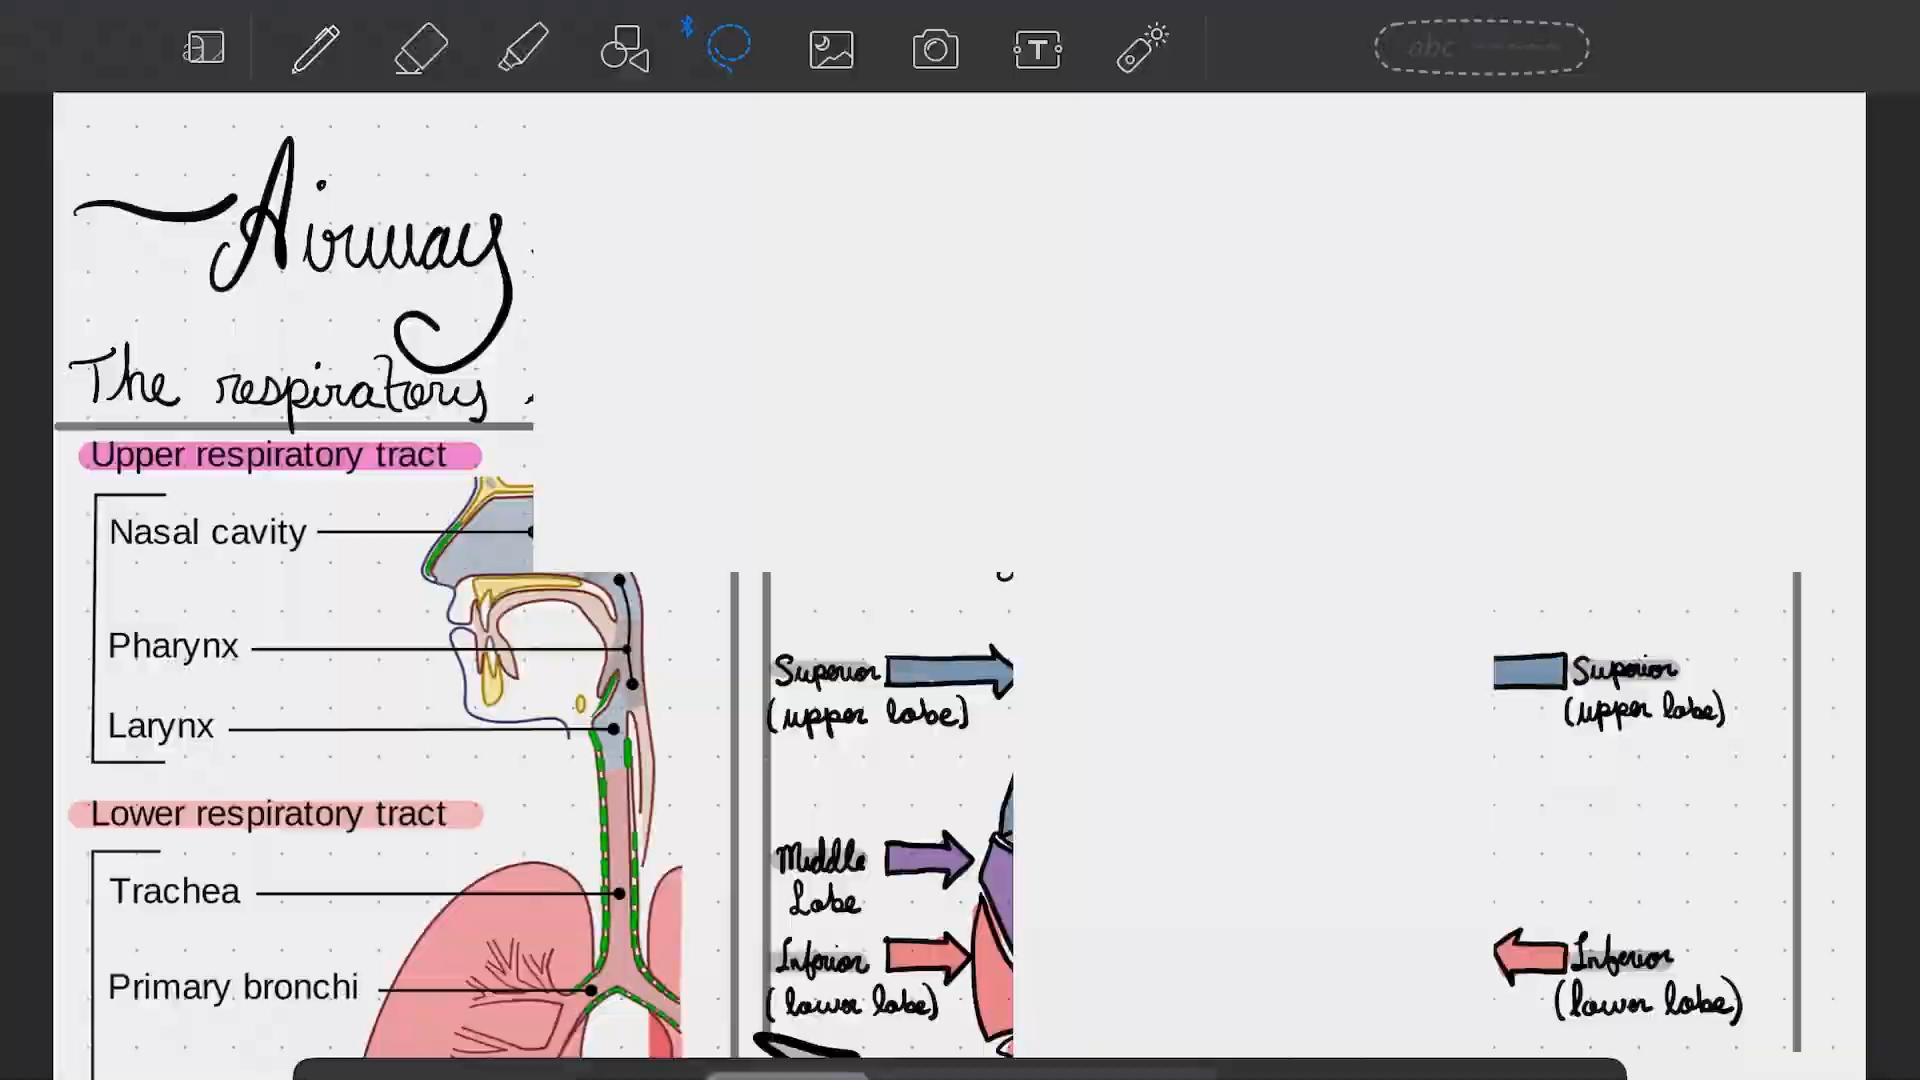 abc
Airway
The respiratory
Upper respiratory tract
Nasal cavity
Pharynx
Larynx
Lower respiratory tract
Trachea
Primary bronchi
Superior
(upper lobe)
Middle
Lobe
Inferior
(lower lobe)
Superior
(upper lobe)
Inferior
(lower lobe)